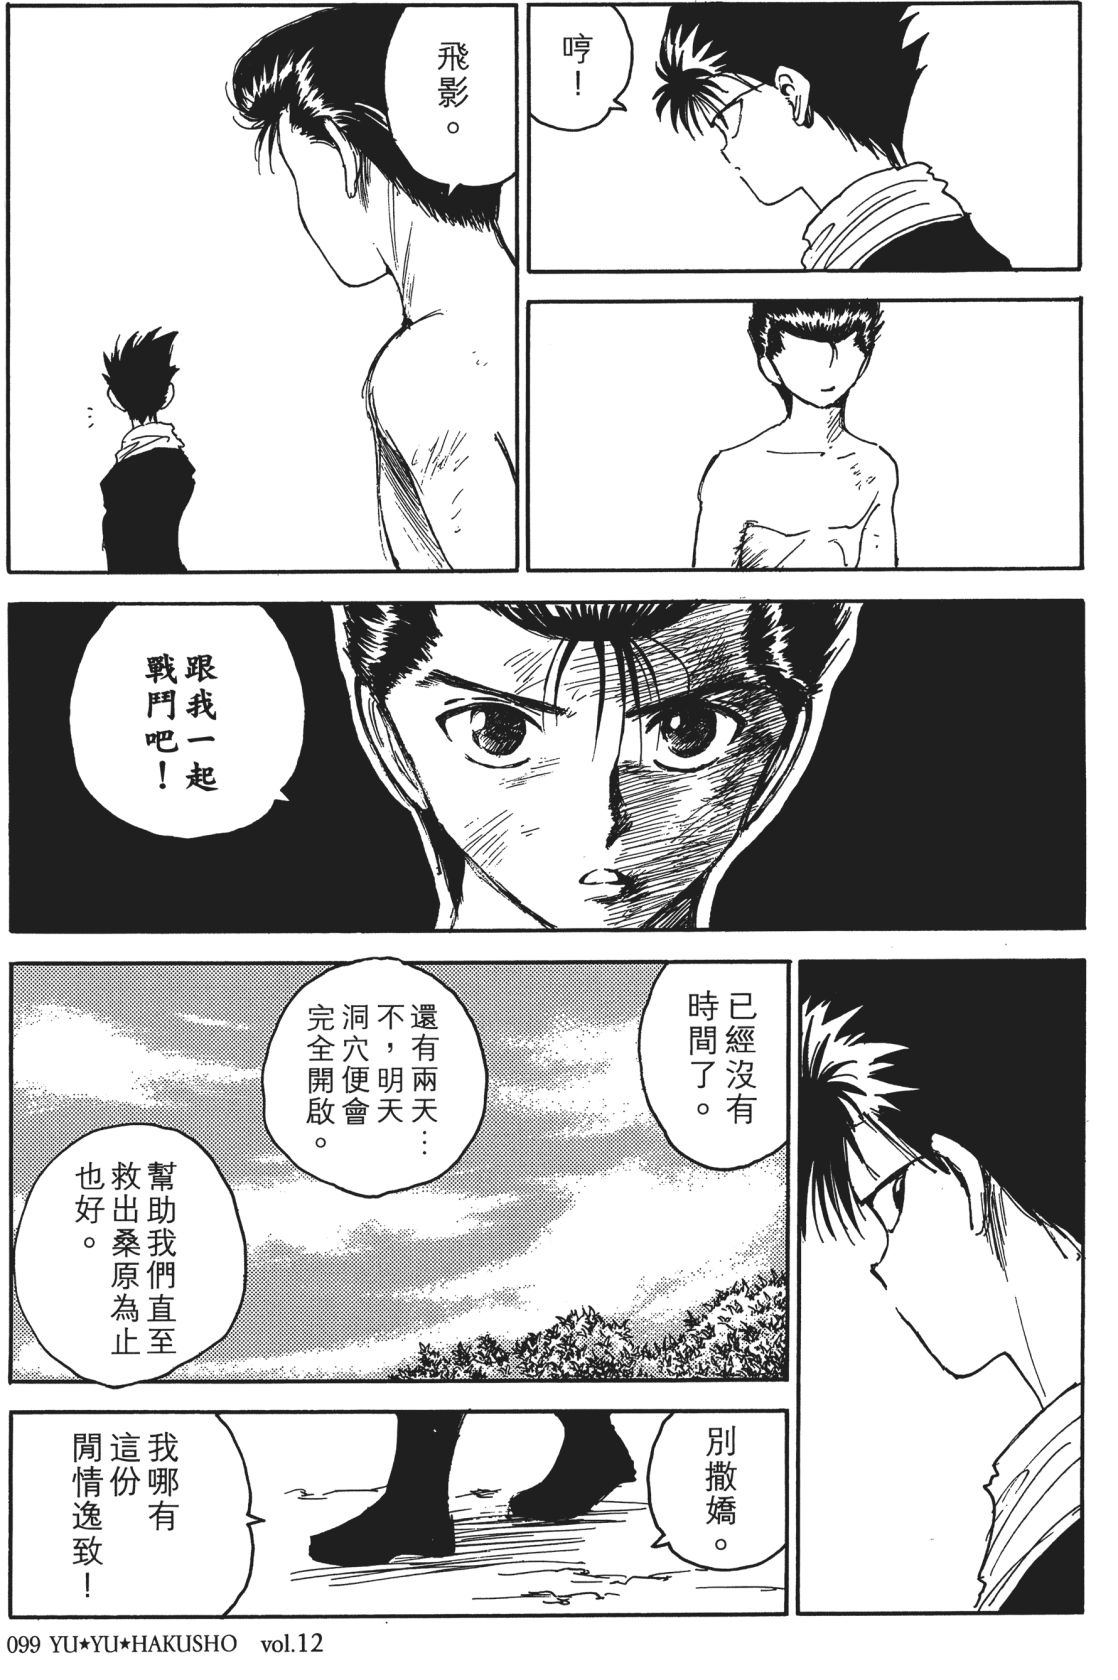 哼！
飛影。
跟我一起
戰鬥吧！
已經沒有
時間了。
還有兩天…
不，明天
洞穴便會
完全開啟。
幫助我們直至
救出桑原為止
也好。
別撒嬌。
我哪有
這份
閒情逸致！
099 YU★YU★HAKUSHO vol.12